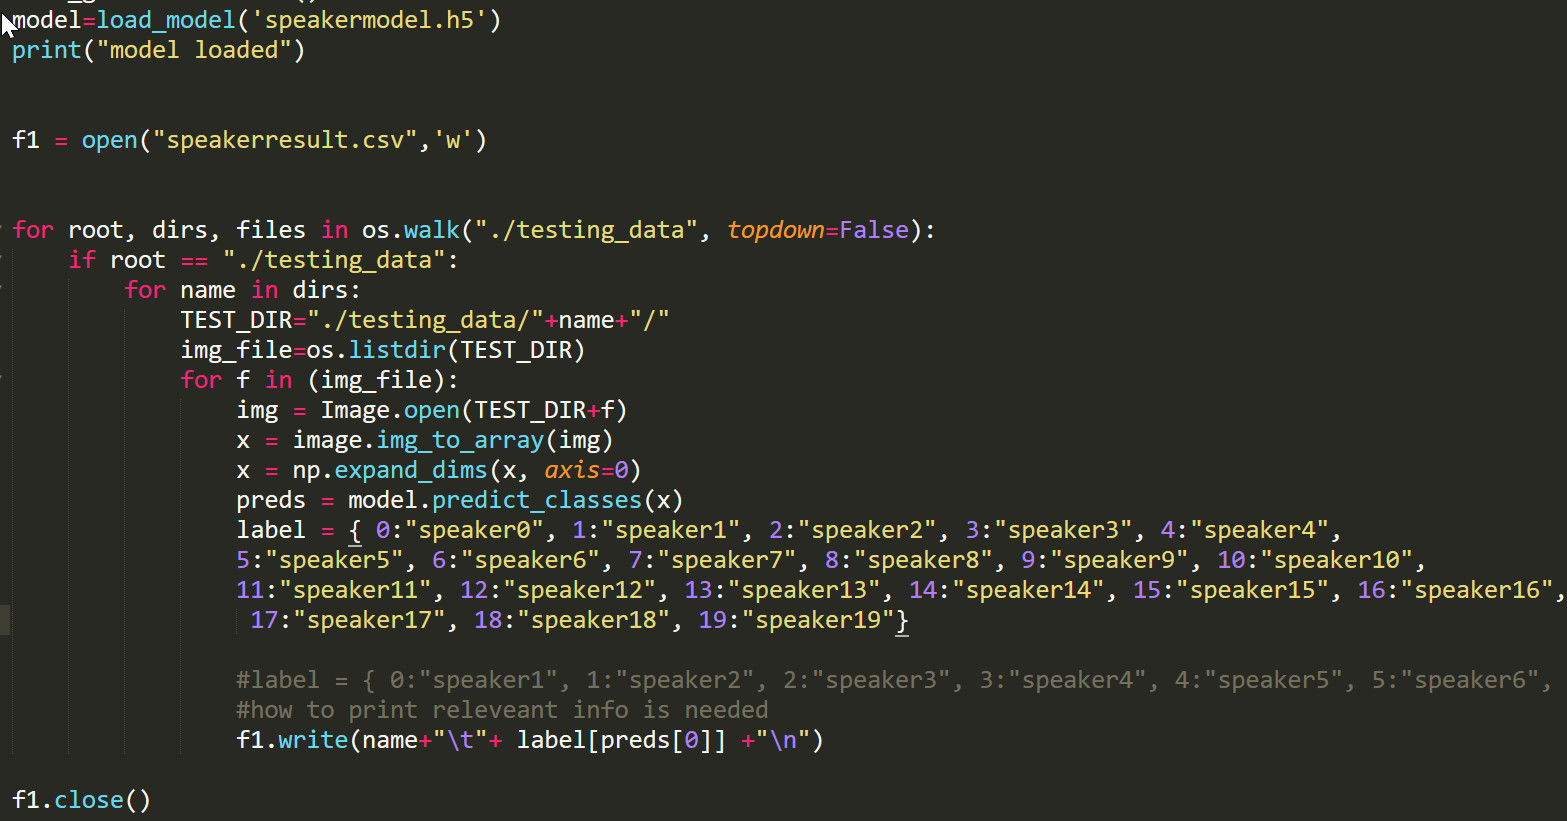 model=load_model('speakermodel.h5')
print("model loaded")
f1 = open("speakerresult.csv",'w')
for root, dirs, files in os.walk("./testing_data", topdown=False):
    if root == "./testing_data":
        for name in dirs:
            TEST_DIR="./testing_data/"+name+"/"
            img_file=os.listdir(TEST_DIR)
            for f in (img_file):
                img = Image.open(TEST_DIR+f)
                x = image.img_to_array(img)
                x = np.expand_dims(x, axis=0)
                preds = model.predict_classes(x)
                label = { 0:"speaker0", 1:"speaker1", 2:"speaker2", 3:"speaker3", 4:"speaker4",
                5:"speaker5", 6:"speaker6", 7:"speaker7", 8:"speaker8", 9:"speaker9", 10:"speaker10",
                11:"speaker11", 12:"speaker12", 13:"speaker13", 14:"speaker14", 15:"speaker15", 16:"speaker16",
                 17:"speaker17", 18:"speaker18", 19:"speaker19"}
                #label = { 0:"speaker1", 1:"speaker2", 2:"speaker3", 3:"speaker4", 4:"speaker5", 5:"speaker6",
                #how to print releveant info is needed
                f1.write(name+"\t"+ label[preds[0]] +"\n")
f1.close()